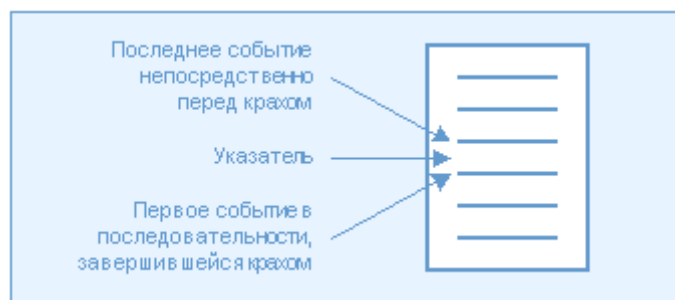 Последнее событие
непосредственно
перед крахом
Указатель
Первое событие в
последовательности,
завершившейся крахом